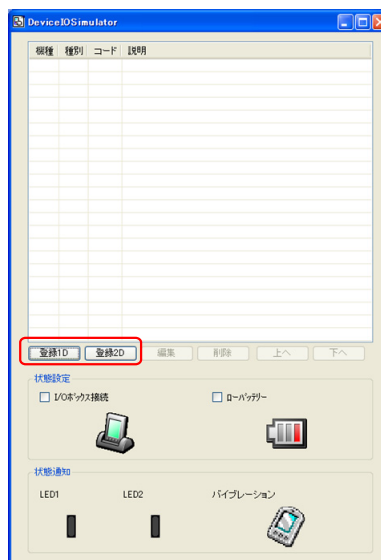 DeviceIOSimulator
機種 種別 コード 説明
登録1D 登録2D 編集 削除 上へ 下へ
状態設定
I/Oボックス接続 ローバッテリー
状態通知
LED1 LED2 バイブレーション